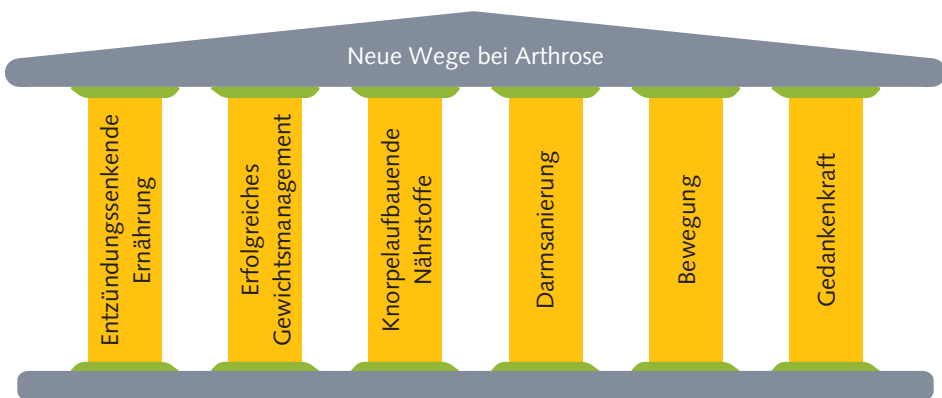 Neue Wege bei Arthrose
Entzündungssenkende
Ernährung
Erfolgreiches
Gewichtsmanagement
Knorpelaufbauende
Nährstoffe
Darmsanierung
Bewegung
Gedankenkraft